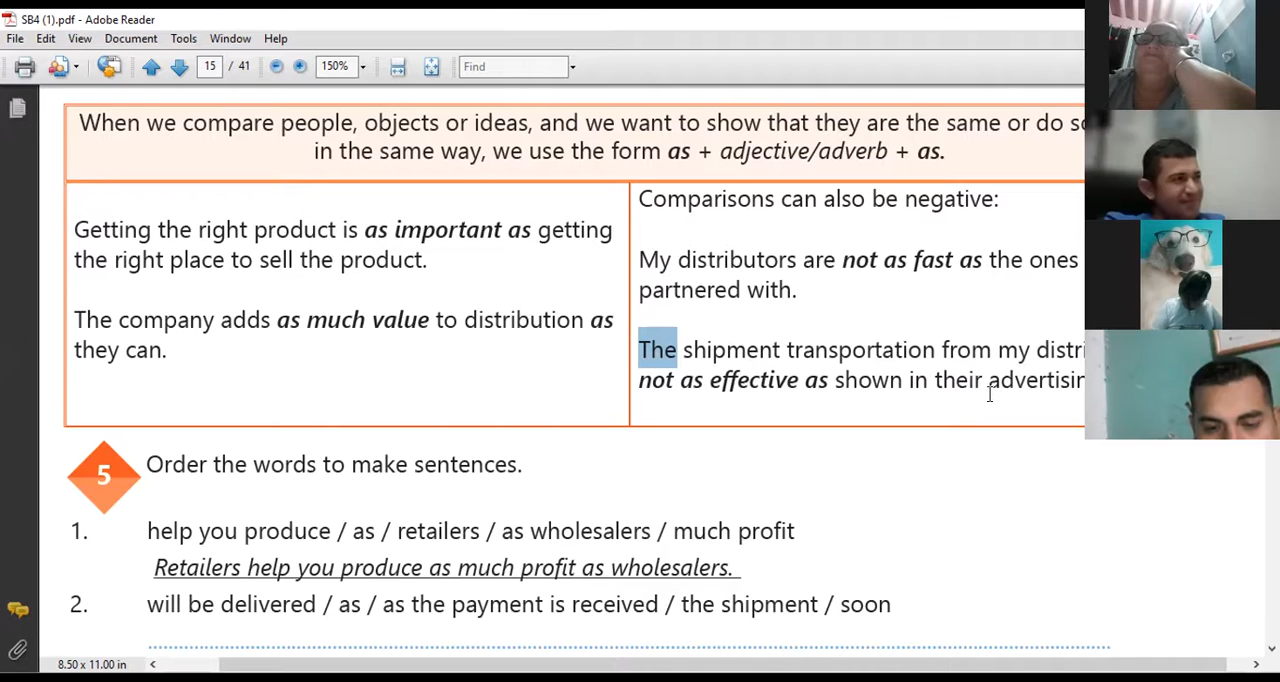 SB4 (1).pdf - Adobe Reader
File Edit View Document Tools Window Help
15 / 41 150% Find
When we compare people, objects or ideas, and we want to show that they are the same or do
in the same way, we use the form as + adjective/adverb + as.
Getting the right product is as important as getting
the right place to sell the product.
The company adds as much value to distribution as
they can.
Comparisons can also be negative:
My distributors are not as fast as the ones
partnered with.
The shipment transportation from my
not as effective as shown in their
5 Order the words to make sentences.
1. help you produce / as / retailers / as wholesalers / much profit
Retailers help you produce as much profit as wholesalers.
2. will be delivered / as / as the payment is received / the shipment / soon
8.50 x 11.00 in